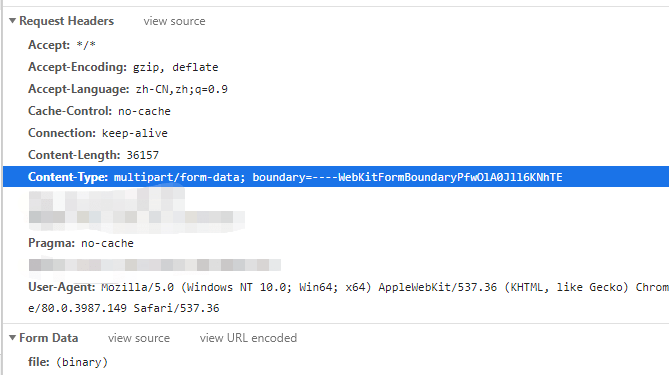 Request Headers view source
Accept: */*
Accept-Encoding: gzip, deflate
Accept-Language: zh-CN,zh;q=0.9
Cache-Control: no-cache
Connection: keep-alive
Content-Length: 36157
Content-Type: multipart/form-data; boundary=----WebKitFormBoundaryPfwOlA0Jl16KNhTE
Pragma: no-cache
User-Agent: Mozilla/5.0 (Windows NT 10.0; Win64; x64) AppleWebKit/537.36 (KHTML, like Gecko) Chrom
e/80.0.3987.149 Safari/537.36
Form Data view source view URL encoded
file: (binary)